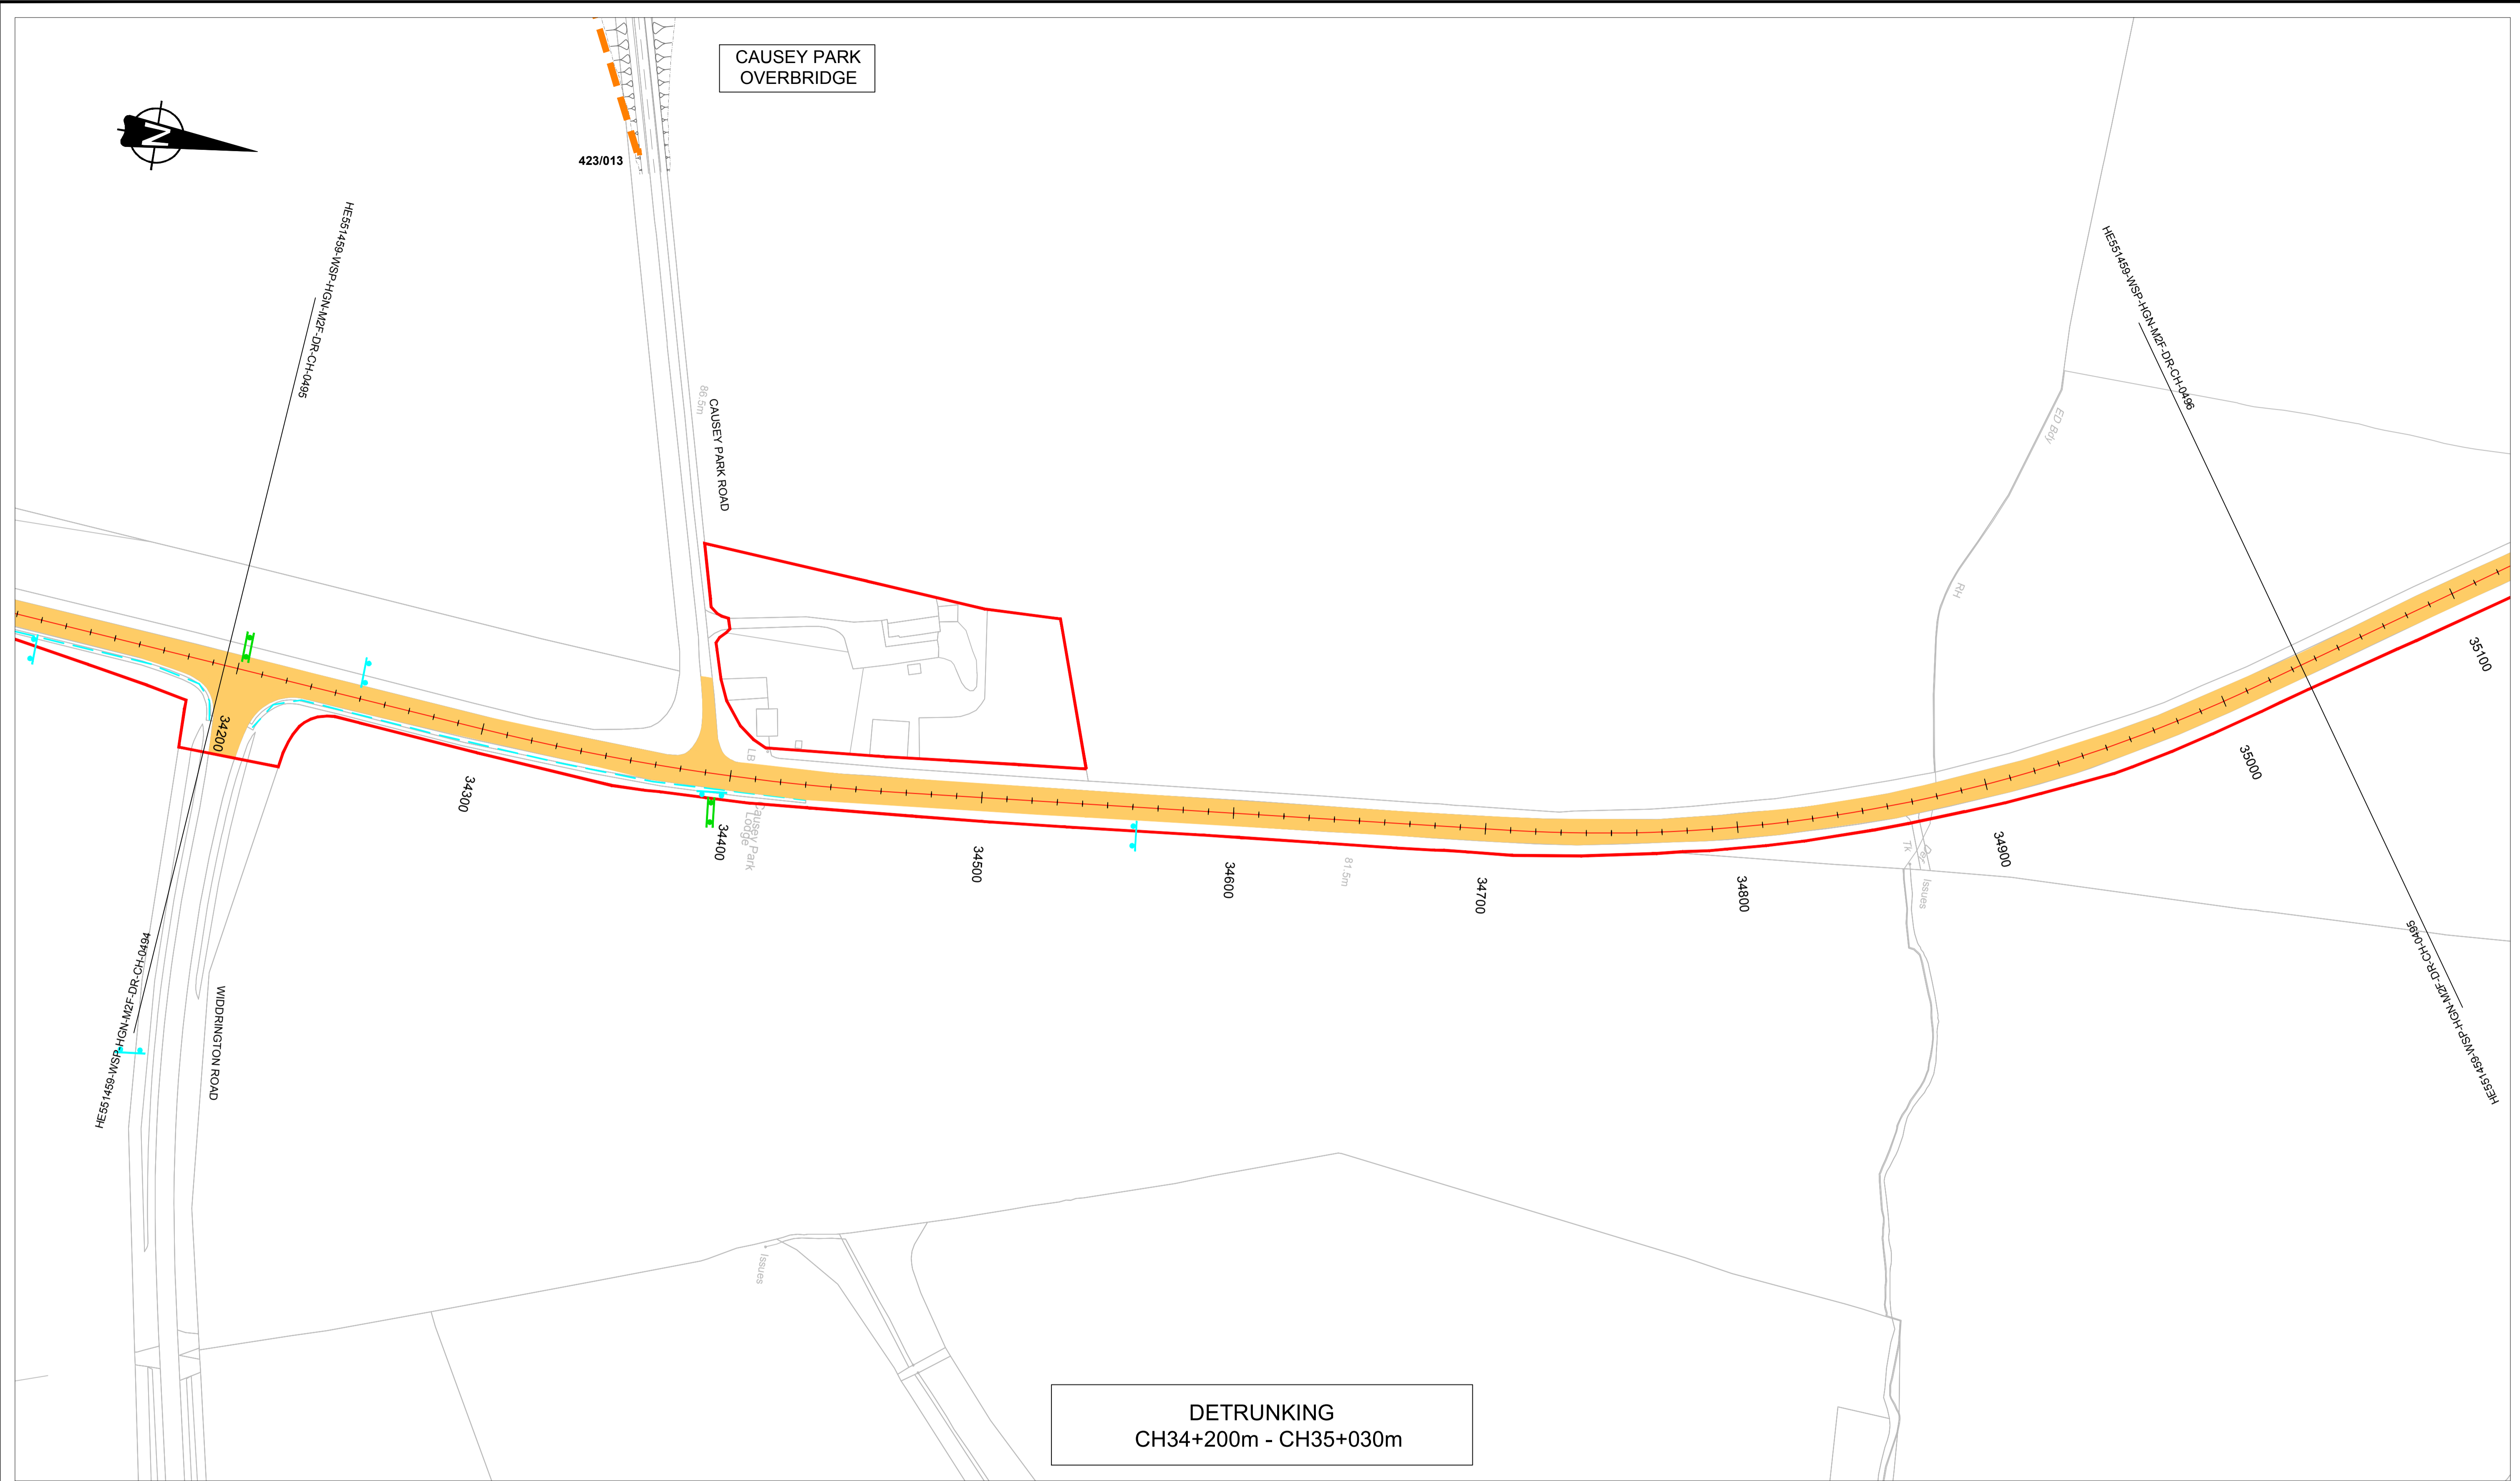 CAUSEY PARK
OVERBRIDGE
N
423/013
HE551459-WSP-HGN-M2F-DR-CH-0495
HE551459-WSP-HGN-M2F-DR-CH-0494
HE551459-WSP-HGN-M2F-DR-CH-0496
HE551459-WSP-HGN-M2F-DR-CH-0495
86.5m
CAUSEY PARK ROAD
ED Bdy
RH
34200
34300
34400
34500
34600
34700
34800
34900
35000
35100
LB
Causey Park
Lodge
81.5m
Tk
Issues
WIDDRINGTON ROAD
Issues
DETRUNKING
CH34+200m - CH35+030m